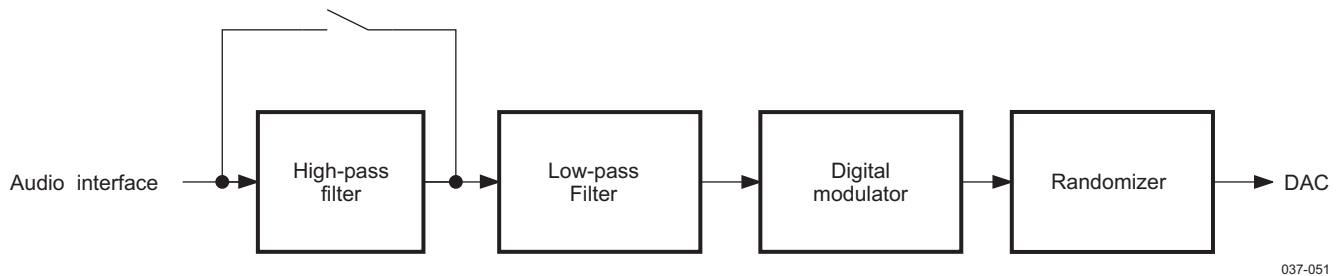 Audio interface
High-pass
filter
Low-pass
Filter
Digital
modulator
Randomizer
DAC
037-051